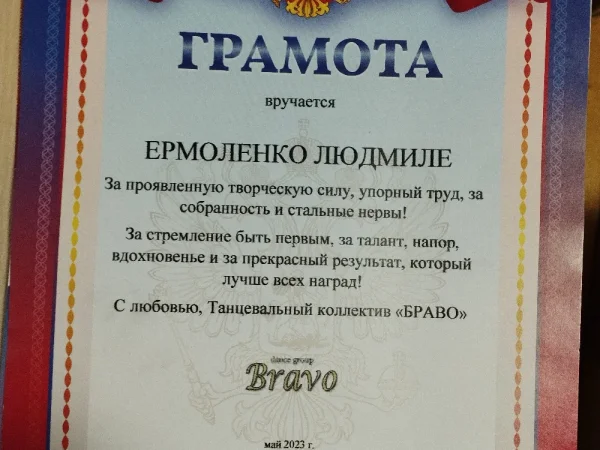 ГРАМОТА
вручается
ЕРМОЛЕНКО ЛЮДМИЛЕ
За проявленную творческую силу, упорный труд, за
собранность и стальные нервы!
За стремление быть первым, за талант, напор,
вдохновенье и за прекрасный результат, который
лучше всех наград!
С любовью, Танцевальный коллектив «БРАВО»
dance group
Bravo
май 2023 г.